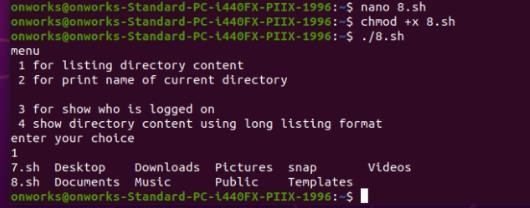 onworks@onworks-Standard-PC-i440FX-PIIX-1996:~$ nano 8.sh
onworks@onworks-Standard-PC-i440FX-PIIX-1996:~$ chmod +x 8.sh
onworks@onworks-Standard-PC-i440FX-PIIX-1996:~$ ./8.sh
menu
 1 for listing directory content
 2 for print name of current directory

 3 for show who is logged on
 4 show directory content using long listing format
enter your choice
1
7.sh  Desktop    Downloads  Pictures  snap       Videos
8.sh  Documents  Music      Public    Templates
onworks@onworks-Standard-PC-i440FX-PIIX-1996:~$